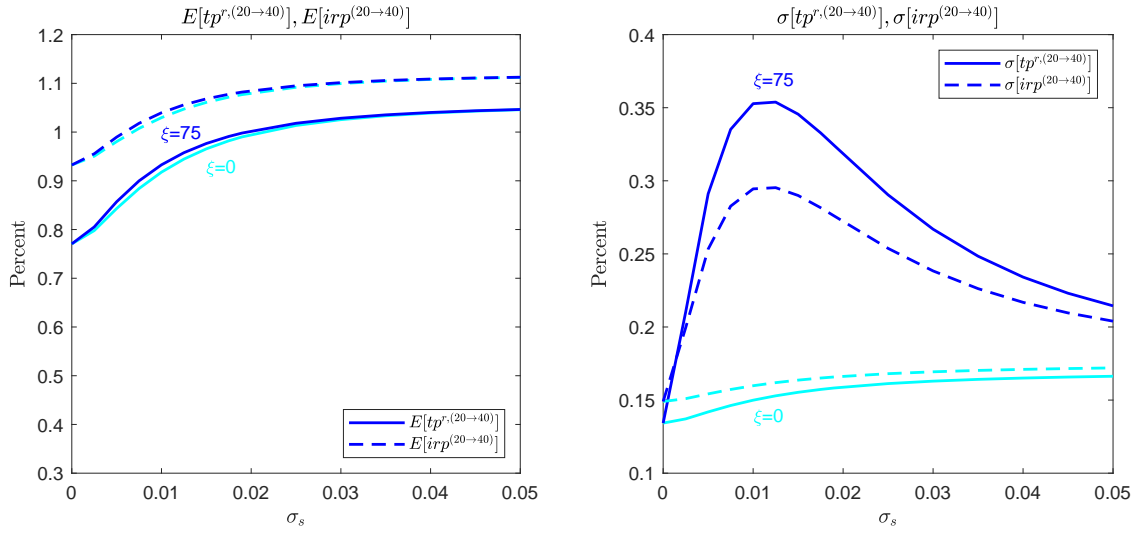 E[tp^{r,(20→40)}], E[irp^{(20→40)}]
1.2
1.1
1
0.9
0.8
0.7
0.6
0.5
0.4
0.3
Percent
ξ=75
ξ=0
E[tp^{r,(20→40)}]
E[irp^{(20→40)}]
0
0.01
0.02
0.03
0.04
0.05
σ_s
σ[tp^{r,(20→40)}], σ[irp^{(20→40)}]
0.4
0.35
0.3
0.25
0.2
0.15
0.1
Percent
σ[tp^{r,(20→40)}]
σ[irp^{(20→40)}]
ξ=75
ξ=0
0
0.01
0.02
0.03
0.04
0.05
σ_s